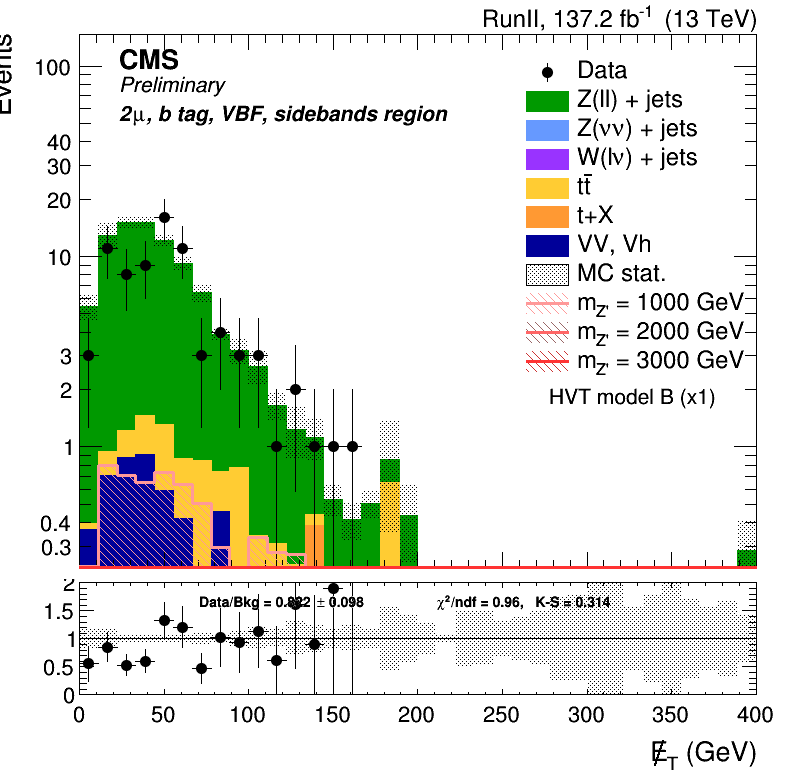 RunII, 137.2 fb⁻¹ (13 TeV)
Events
CMS
Preliminary
2μ, b tag, VBF, sidebands region
Data
Z(ll) + jets
Z(νν) + jets
W(lν) + jets
tt̄
t+X
VV, Vh
MC stat.
m_Z' = 1000 GeV
m_Z' = 2000 GeV
m_Z' = 3000 GeV
HVT model B (x1)
100
40
30
20
10
3
2
1
0.4
0.3
2
1.5
1
0.5
0
Data/Bkg = 0.822 ± 0.098
χ²/ndf = 0.96, K-S = 0.314
0 50 100 150 200 250 300 350 400
E̸_T (GeV)